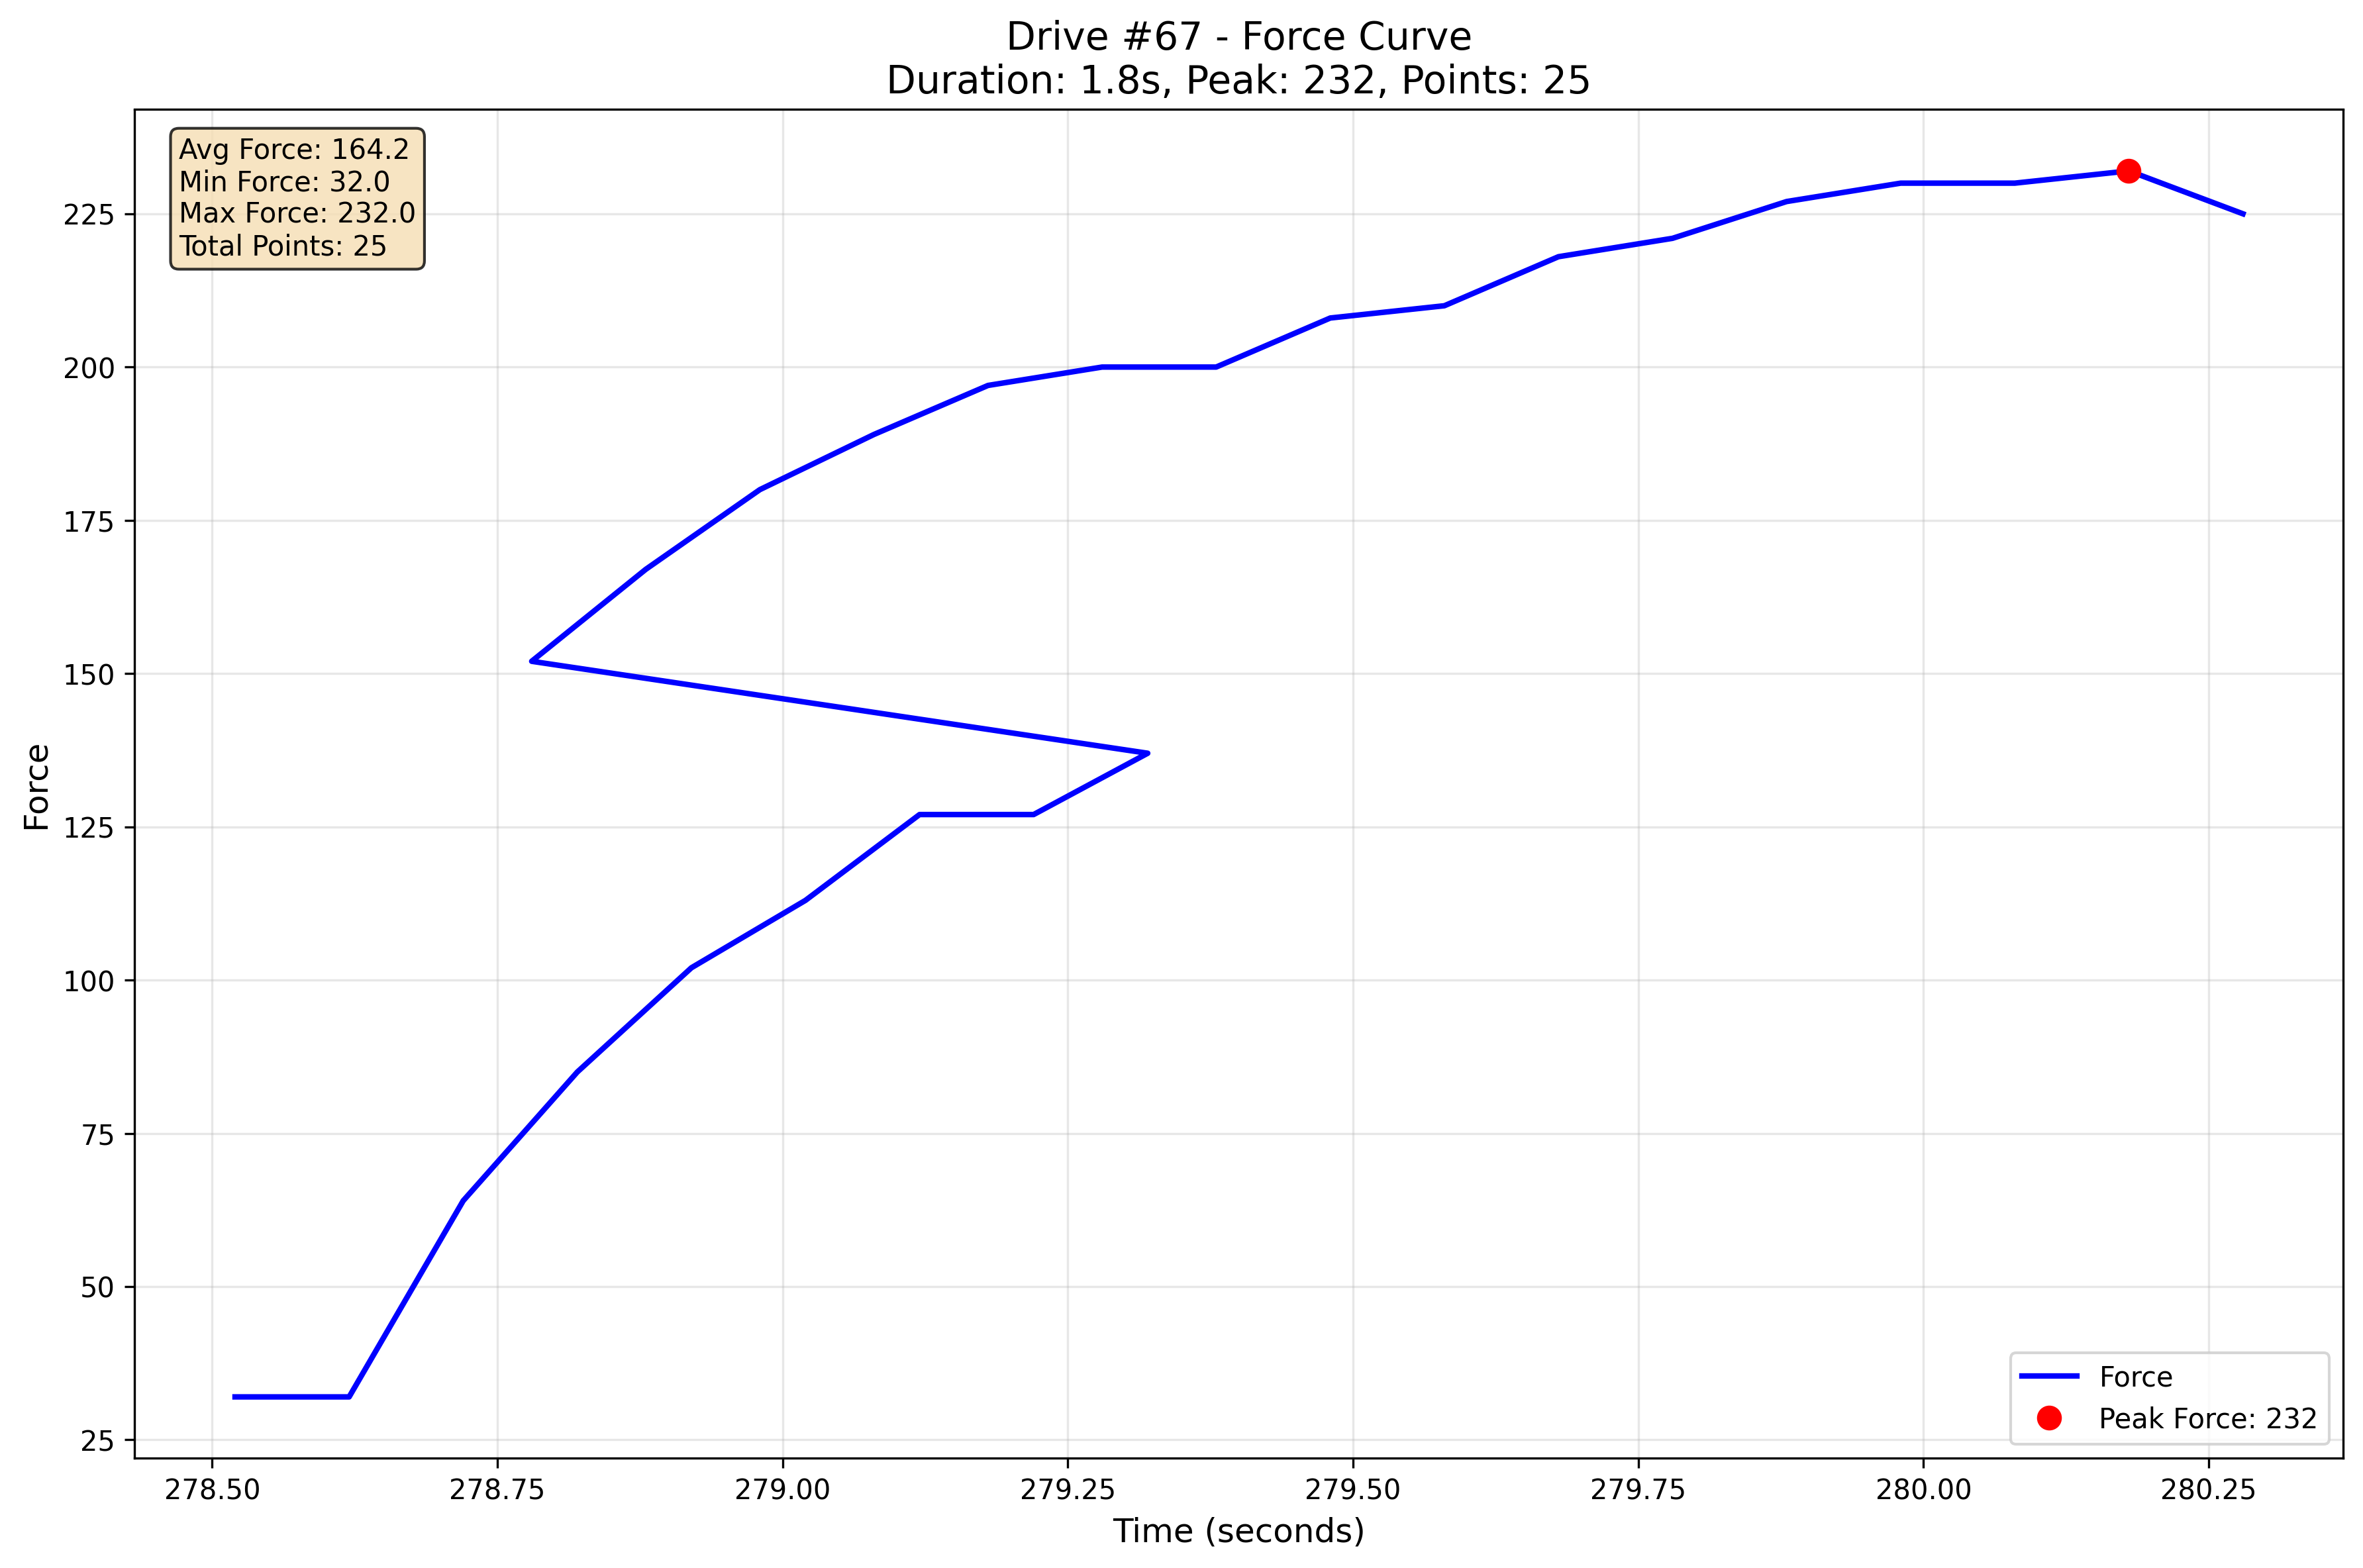 Drive #67 - Force Curve
Duration: 1.8s, Peak: 232, Points: 25
Avg Force: 164.2
Min Force: 32.0
Max Force: 232.0
Total Points: 25
225
200
175
150
125
100
75
50
25
Force
278.50 278.75 279.00 279.25 279.50 279.75 280.00 280.25
Time (seconds)
Force
Peak Force: 232